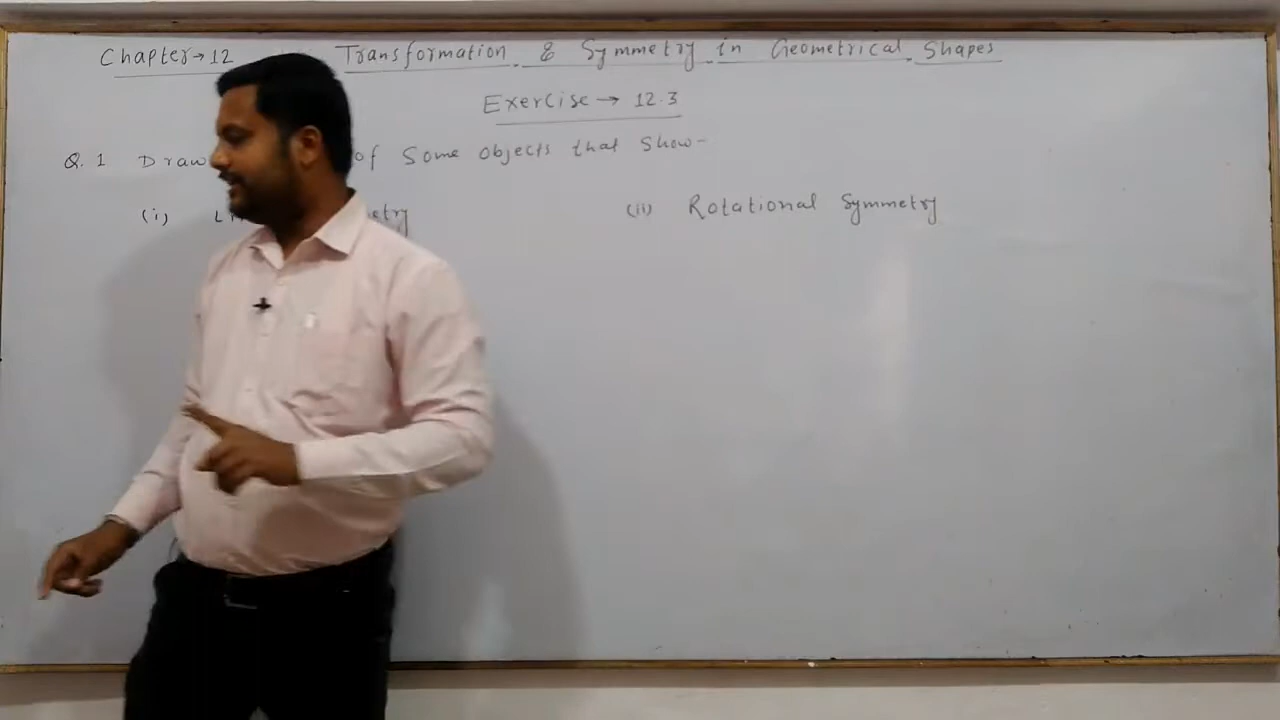 Chapter→12 Transformation & Symmetry in Geometrical Shapes
Exercise → 12.3
Q.1 Draw of Some Objects that Show-
(i) (ii) Rotational Symmetry